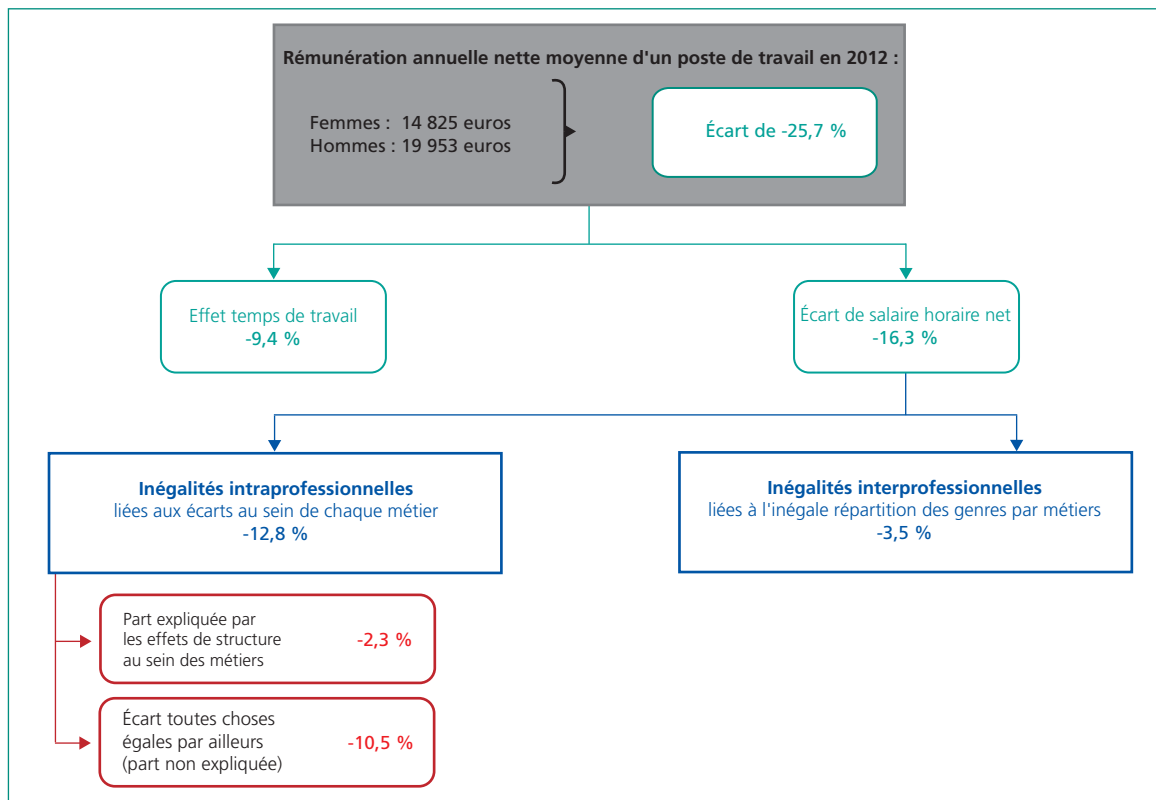 Rémunération annuelle nette moyenne d'un poste de travail en 2012 :
Femmes : 14 825 euros
Hommes : 19 953 euros
Écart de -25,7 %
Effet temps de travail
-9,4 %
Écart de salaire horaire net
-16,3 %
Inégalités intraprofessionnelles
liées aux écarts au sein de chaque métier
-12,8 %
Inégalités interprofessionnelles
liées à l'inégale répartition des genres par métiers
-3,5 %
Part expliquée par
les effets de structure
au sein des métiers
-2,3 %
Écart toutes choses
égales par ailleurs
(part non expliquée)
-10,5 %